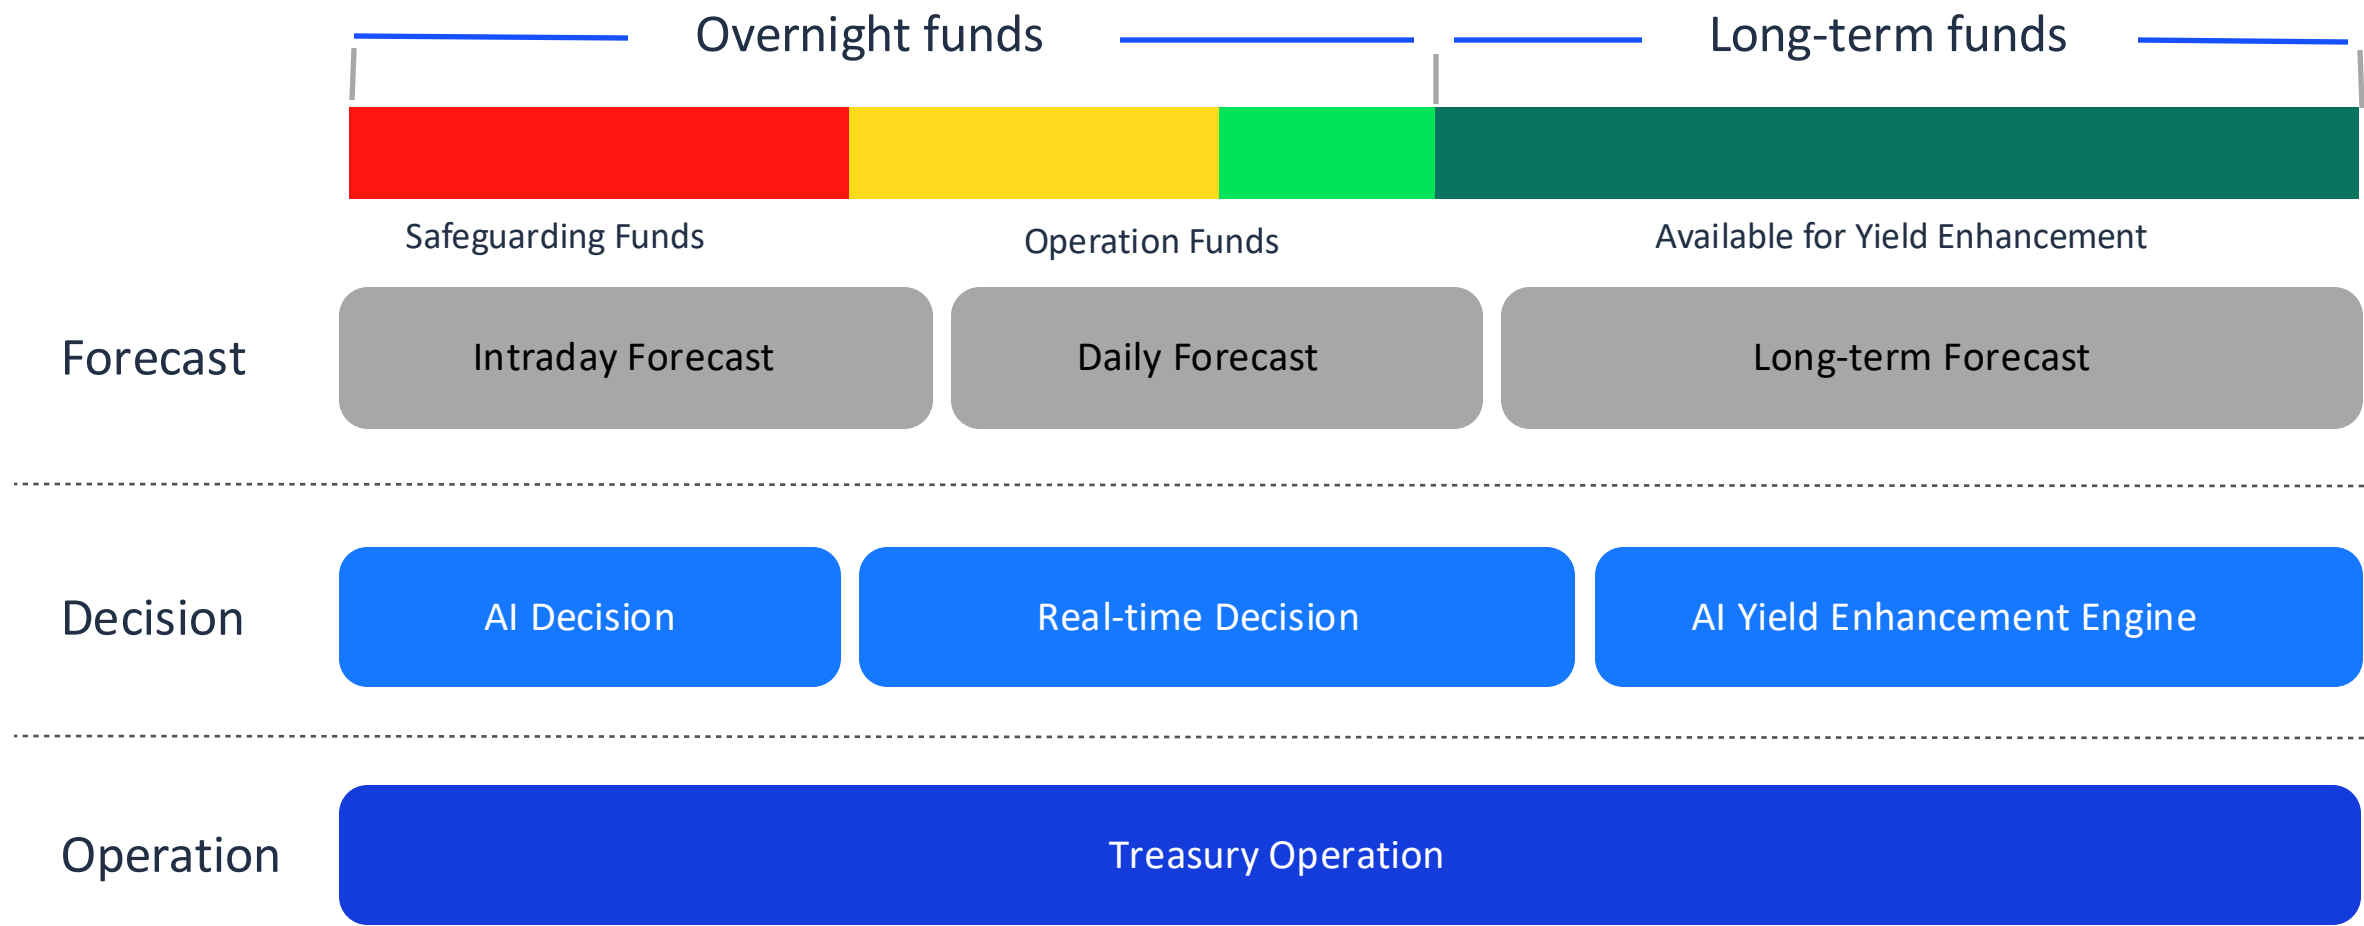 Overnight funds
Long-term funds
Safeguarding Funds
Operation Funds
Available for Yield Enhancement
Forecast
Intraday Forecast
Daily Forecast
Long-term Forecast
Decision
AI Decision
Real-time Decision
AI Yield Enhancement Engine
Operation
Treasury Operation